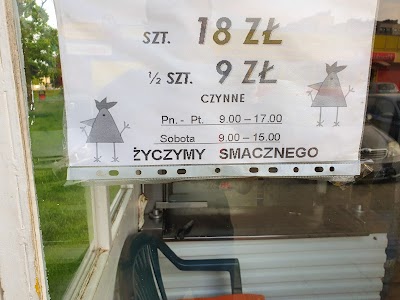 SZT. 18 ZŁ
½ SZT. 9 ZŁ
CZYNNE
Pn. - Pt. 9.00 -17.00
Sobota 9.00 -15.00
ŻYCZYMY SMACZNEGO